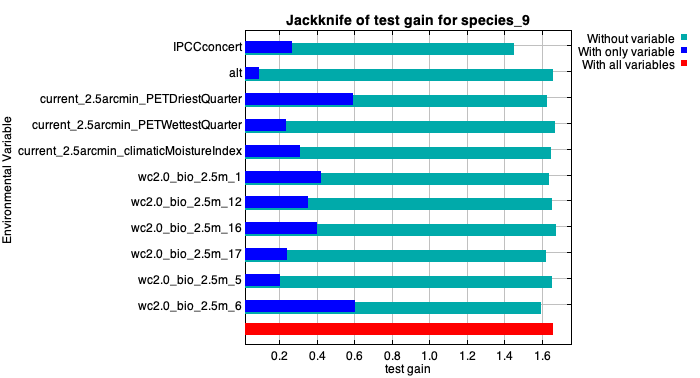 Jackknife of test gain for species_9
Without variable
With only variable
With all variables
Environmental Variable
IPCCconcert
alt
current_2.5arcmin_PETDriestQuarter
current_2.5arcmin_PETWettestQuarter
current_2.5arcmin_climaticMoistureIndex
wc2.0_bio_2.5m_1
wc2.0_bio_2.5m_12
wc2.0_bio_2.5m_16
wc2.0_bio_2.5m_17
wc2.0_bio_2.5m_5
wc2.0_bio_2.5m_6
0.2 0.4 0.6 0.8 1.0 1.2 1.4 1.6
test gain